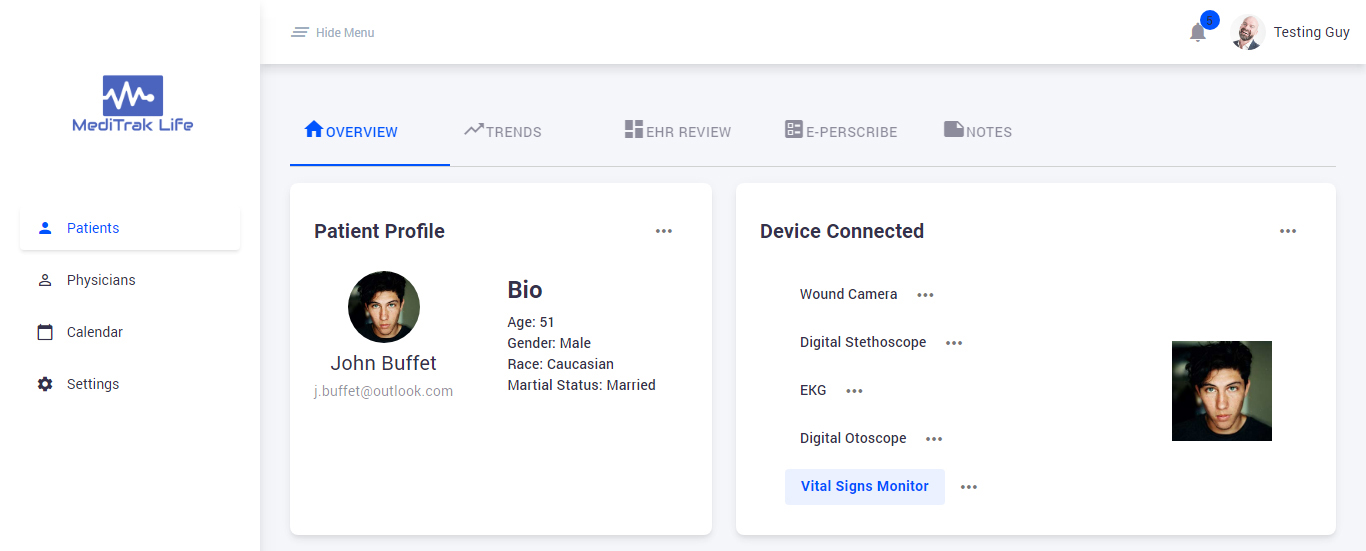 Hide Menu
5
Testing Guy
MediTrak Life
OVERVIEW
TRENDS
EHR REVIEW
E-PERSCRIBE
NOTES
Patients
Physicians
Calendar
Settings
Patient Profile
John Buffet
j.buffet@outlook.com
Bio
Age: 51
Gender: Male
Race: Caucasian
Martial Status: Married
Device Connected
Wound Camera
Digital Stethoscope
EKG
Digital Otoscope
Vital Signs Monitor